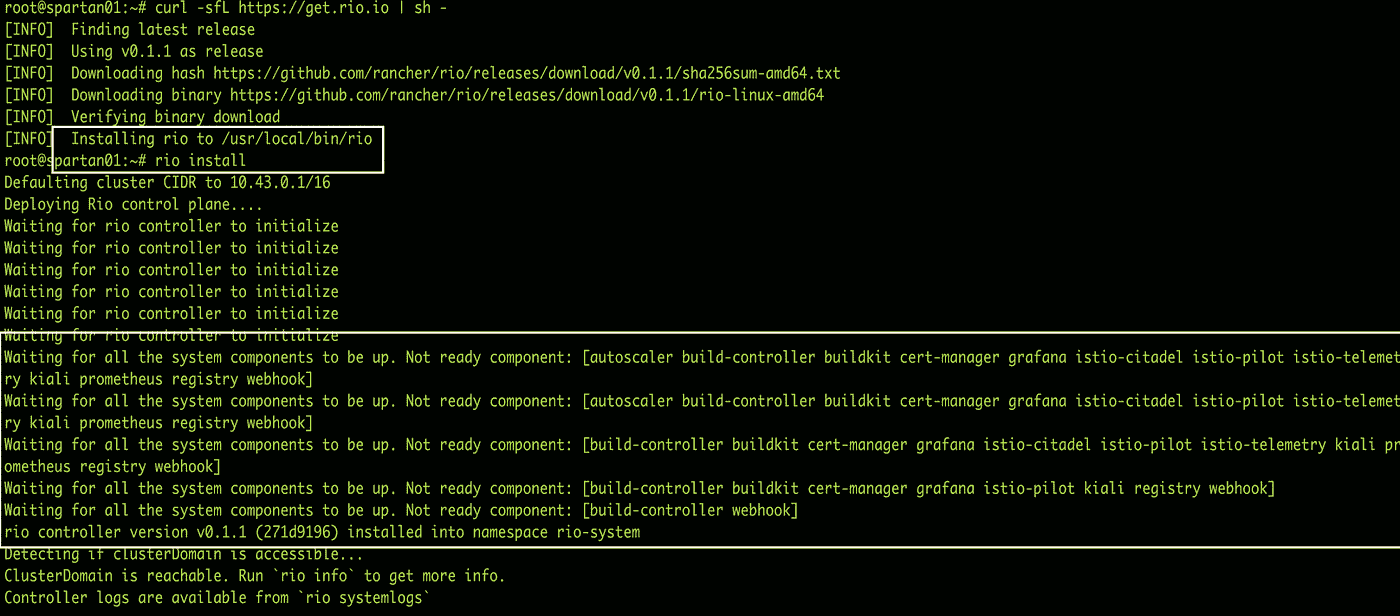 root@spartan01:~# curl -sfL https://get.rio.io | sh -
[INFO]  Finding latest release
[INFO]  Using v0.1.1 as release
[INFO]  Downloading hash https://github.com/rancher/rio/releases/download/v0.1.1/sha256sum-amd64.txt
[INFO]  Downloading binary https://github.com/rancher/rio/releases/download/v0.1.1/rio-linux-amd64
[INFO]  Verifying binary download
[INFO]  Installing rio to /usr/local/bin/rio
root@spartan01:~# rio install
Defaulting cluster CIDR to 10.43.0.1/16
Deploying Rio control plane....
Waiting for rio controller to initialize
Waiting for rio controller to initialize
Waiting for rio controller to initialize
Waiting for rio controller to initialize
Waiting for rio controller to initialize
Waiting for rio controller to initialize
Waiting for all the system components to be up. Not ready component: [autoscaler build-controller buildkit cert-manager grafana istio-citadel istio-pilot istio-telemet
ry kiali prometheus registry webhook]
Waiting for all the system components to be up. Not ready component: [autoscaler build-controller buildkit cert-manager grafana istio-citadel istio-pilot istio-telemet
ry kiali prometheus registry webhook]
Waiting for all the system components to be up. Not ready component: [build-controller buildkit cert-manager grafana istio-citadel istio-pilot istio-telemetry kiali pr
ometheus registry webhook]
Waiting for all the system components to be up. Not ready component: [build-controller buildkit cert-manager grafana istio-pilot kiali registry webhook]
Waiting for all the system components to be up. Not ready component: [build-controller webhook]
rio controller version v0.1.1 (271d9196) installed into namespace rio-system
Detecting if clusterDomain is accessible...
ClusterDomain is reachable. Run `rio info` to get more info.
Controller logs are available from `rio systemlogs`